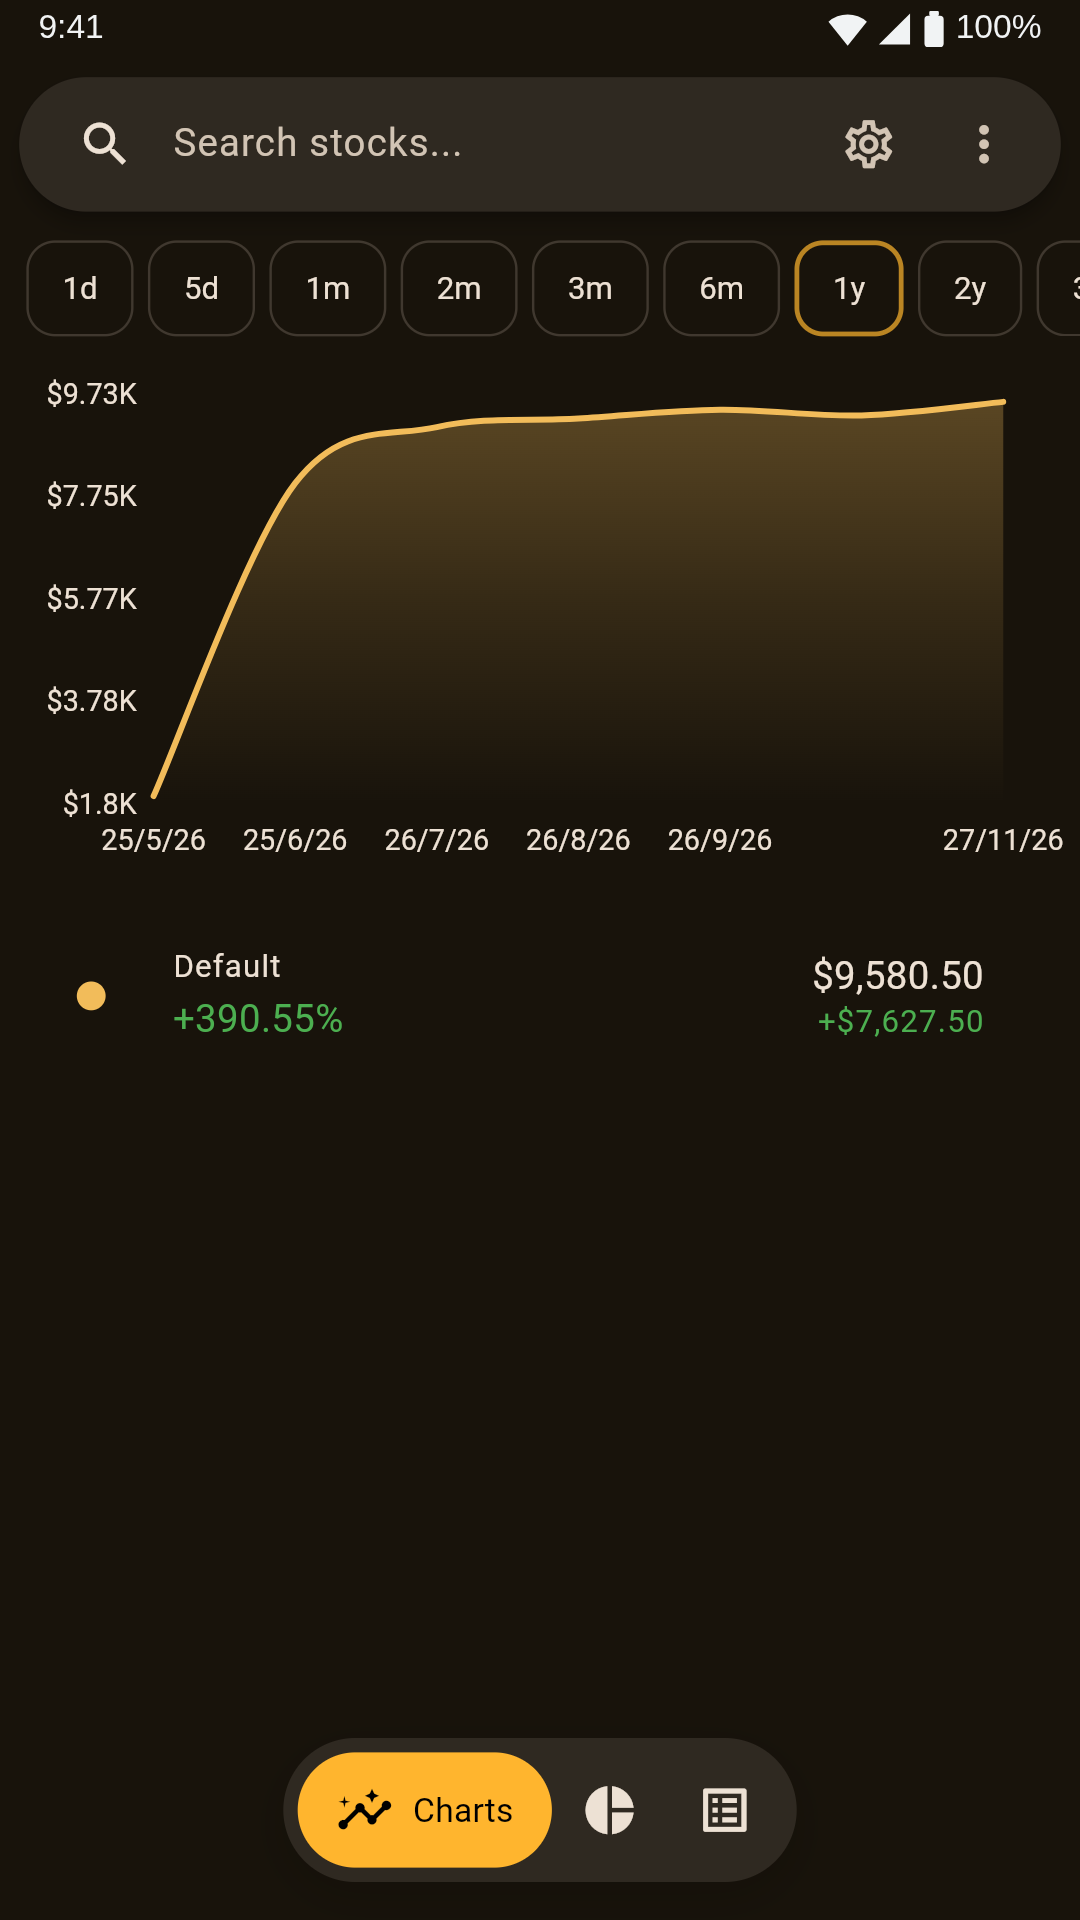 9:41 100%
Search stocks...
1d 5d 1m 2m 3m 6m 1y 2y
$9.73K
$7.75K
$5.77K
$3.78K
$1.8K
25/5/26 25/6/26 26/7/26 26/8/26 26/9/26 27/11/26
Default
$9,580.50
+390.55%
+$7,627.50
Charts